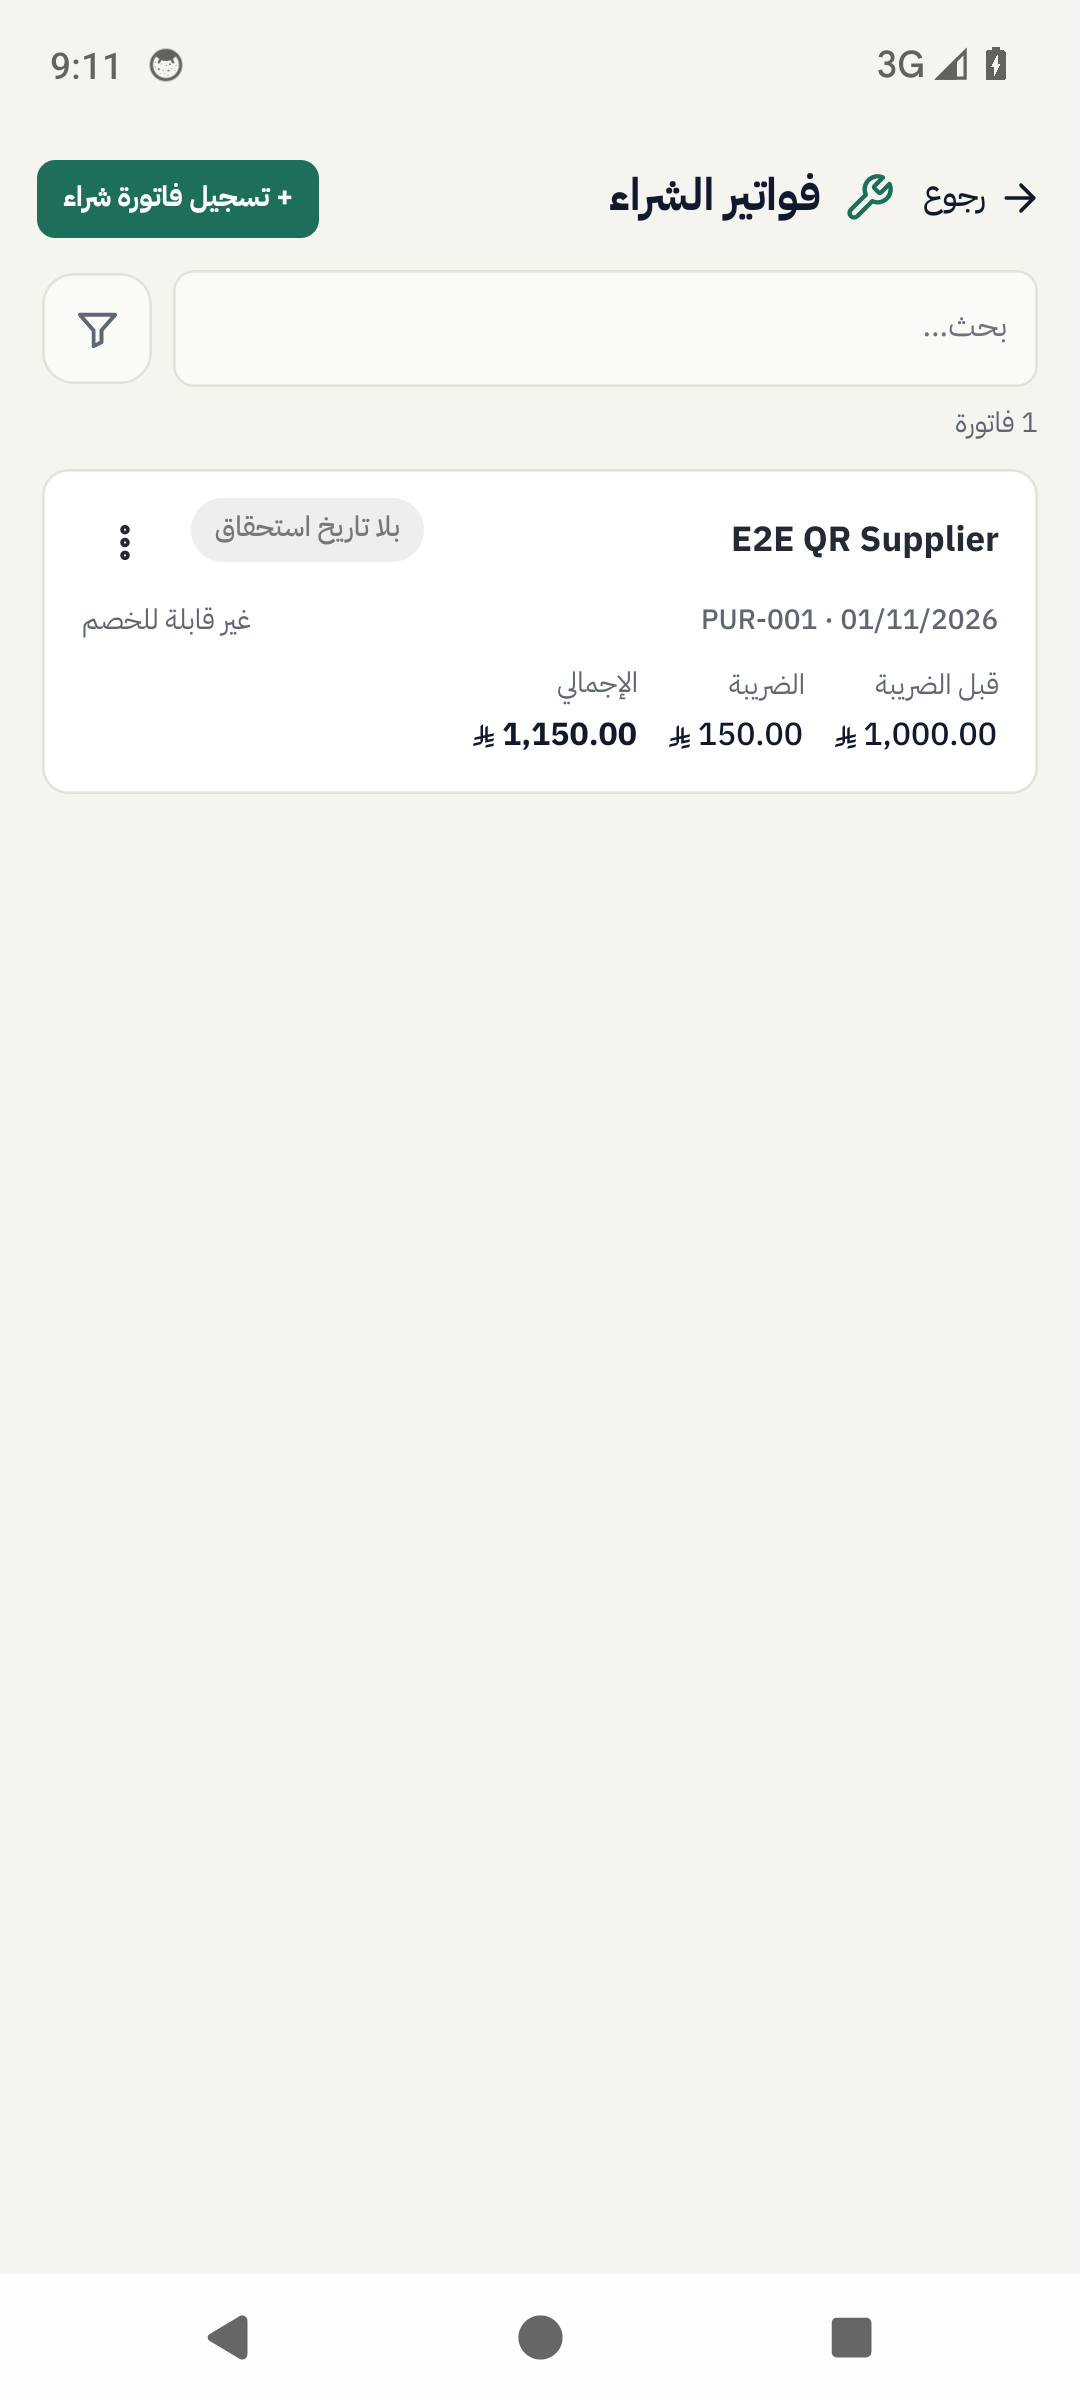 9:11 3G
رجوع فواتير الشراء + تسجيل فاتورة شراء
بحث...
1 فاتورة
E2E QR Supplier بلا تاريخ استحقاق
PUR-001 · 01/11/2026 غير قابلة للخصم
قبل الضريبة الضريبة الإجمالي
1,000.00 ⃁ 150.00 ⃁ 1,150.00 ⃁